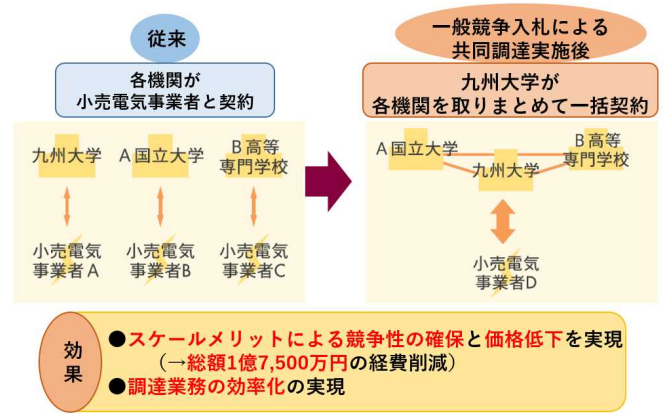 従来
各機関が
小売電気事業者と契約
九州大学
A国立大学
B高等
専門学校
小売電気
事業者A
小売電気
事業者B
小売電気
事業者C
一般競争入札による
共同調達実施後
九州大学が
各機関を取りまとめて一括契約
A国立大学
九州大学
B高等
専門学校
小売電気
事業者D
効果
●スケールメリットによる競争性の確保と価格低下を実現
（→総額1億7,500万円の経費削減）
●調達業務の効率化の実現